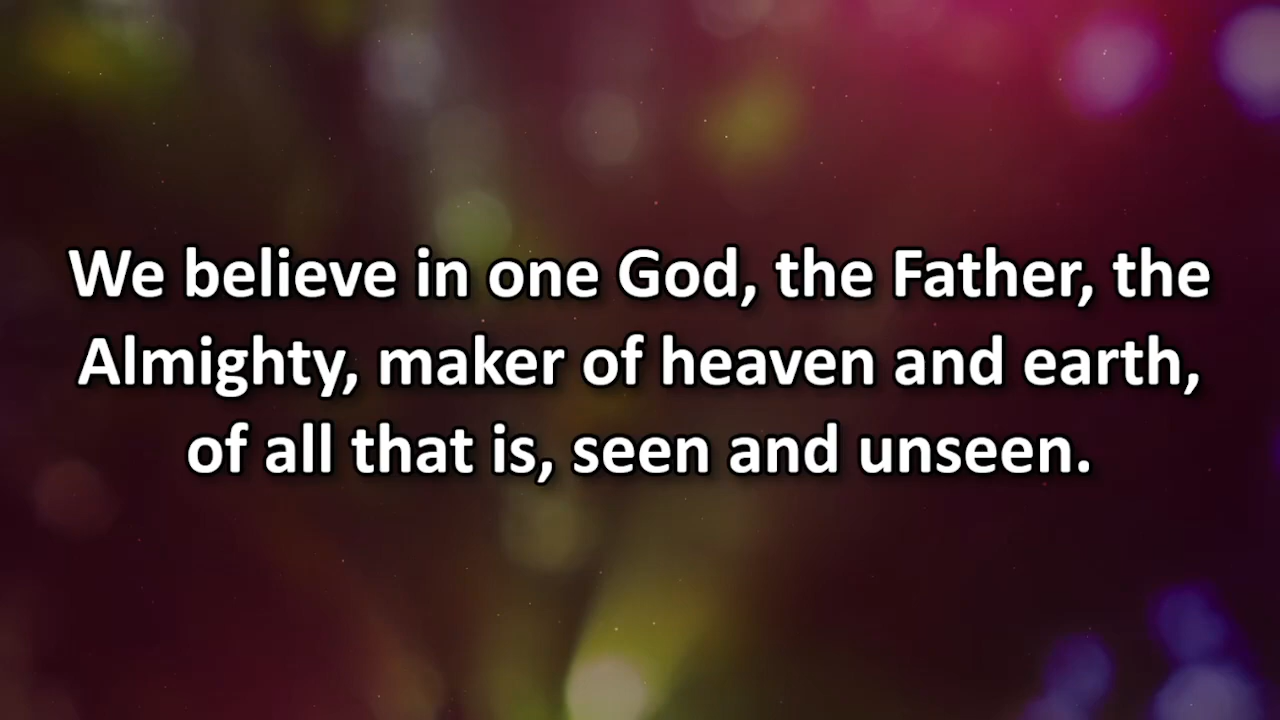 We believe in one God, the Father, the
Almighty, maker of heaven and earth,
of all that is, seen and unseen.